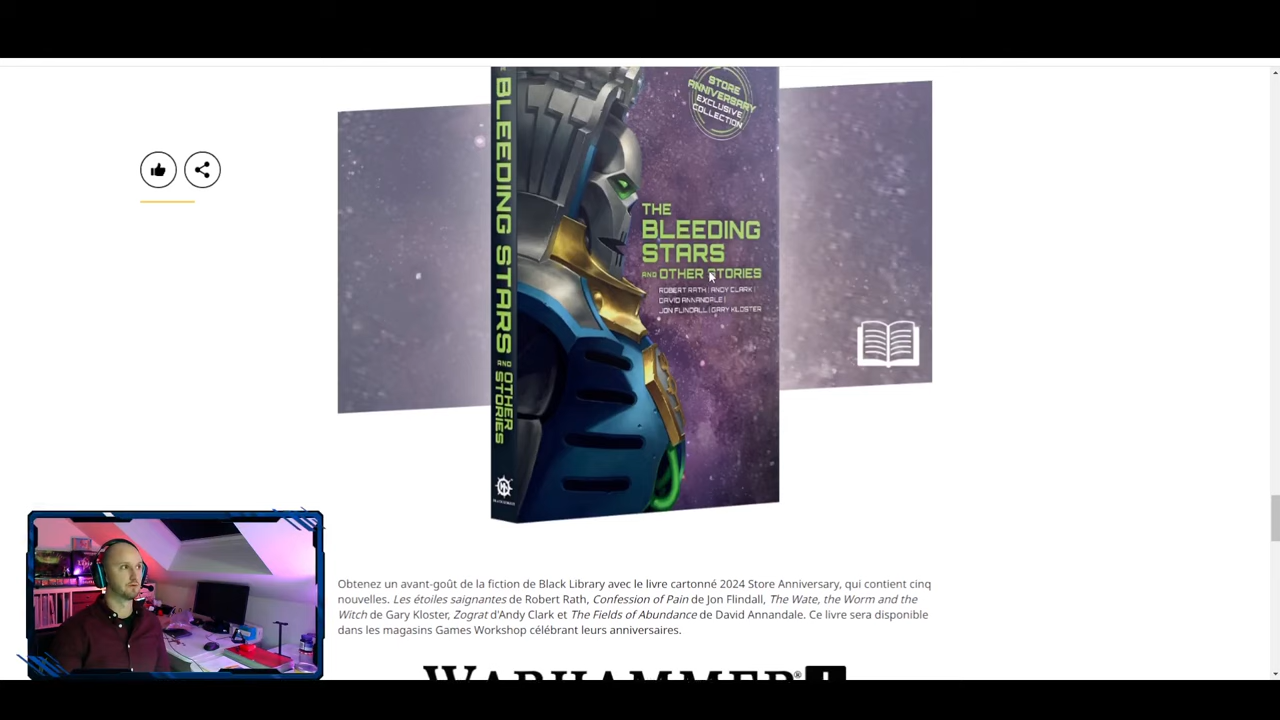 STORE
ANNIVERSARY
EXCLUSIVE
COLLECTION
BLEEDING STARS
AND OTHER
STORIES
THE
BLEEDING
STARS
AND OTHER STORIES
ROBERT RATH | ANDY CLARK |
DAVID ANNANDALE |
JON FLINDALL | GARY KLOSTER
Obtenez un avant-goût de la fiction de Black Library avec le livre cartonné 2024 Store Anniversary, qui contient cinq
nouvelles. Les étoiles saignantes de Robert Rath, Confession of Pain de Jon Flindall, The Wate, the Worm and the
Witch de Gary Kloster, Zograt d'Andy Clark et The Fields of Abundance de David Annandale. Ce livre sera disponible
dans les magasins Games Workshop célébrant leurs anniversaires.
WARHAMMER®